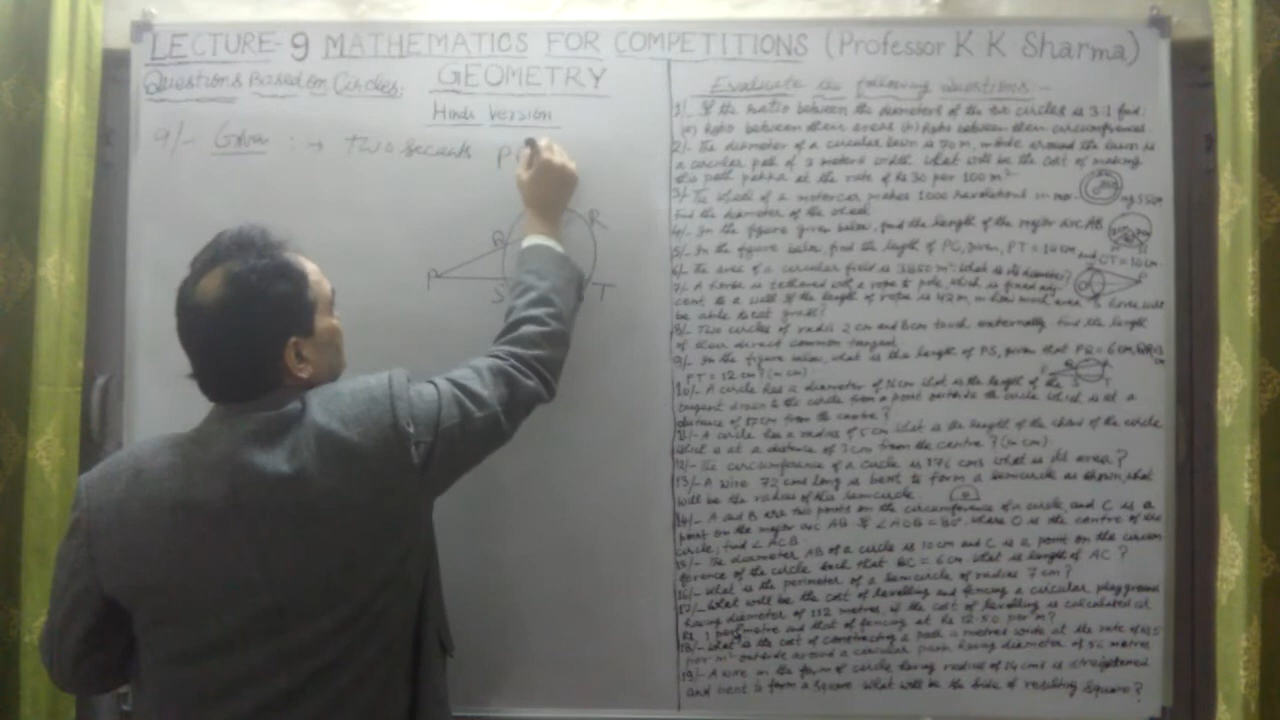 LECTURE-9 MATHEMATICS FOR COMPETITIONS (Professor K K Sharma)
Questions Based on Circles:
GEOMETRY
Hindi Version
9/- Given :→ Two Secants P
Q
R
P
S
T
Evaluate the following questions:-
1/- If the ratio between the diameters of the two circles is 3:1 find:
(a) Ratio between their areas (b) Ratio between their circumferences.
2/- The diameter of a circular lawn is 70 m, inside around the lawn is
a circular path of 3 meters width. What will be the cost of making
this path pakka at the rate of Rs 30 per 100 m²
3/- The wheel of a motorcar makes 1000 revolutions in
Find the diameter of the wheel.
4/- In the figure given below, find the length of the major arc AB
5/- In the figure below, find the length of PC, given, PT = 14 cm, and OT = 10 cm.
6/- The area of a circular field is 3850 m². What is its diameter?
7/- A horse is tethered with a rope to pole, which is fixed
cent, to a wall If the length of rope is 42 m, in how much area horse will
be able to eat grass?
8/- Two circles of radii 2 cm and 8 cm touch externally find the length
of their direct common tangent.
9/- In the figure below, what is the length of PS, given that PQ = 6 cm,
PT = 12 cm? (in cm)
10/- A circle has a diameter of 16 cm what is the length of the
tangent drawn to the circle from a point outside the circle which is at a
distance of 17 cm from the centre?
11/- A circle has a radius of 5 cm what is the length of the chord of the circle
which is at a distance of 3 cm from the centre? (in cm)
12/- The circumference of a circle is 176 cms what is its area?
13/- A wire 72 cms long is bent to form a semicircle as shown, what
will be the radius of this semicircle
14/- A and B are two points on the circumference of a circle, and C is a
point on the major arc AB If ∠AOB = 80°, where O is the centre of the
circle; find ∠ACB.
15/- The diameter AB of a circle is 10 cm and C is a point on the circum
ference of the circle such that BC = 6 cm. What is length of AC?
16/- What is the perimeter of a semicircle of radius 7 cm?
17/- What will be the cost of levelling and fencing a circular playground
having diameter of 112 metres, if the cost of levelling is calculated at
Rs. 1 per metre and that of fencing at Rs 12.50 per m?
18/- What is the cost of constructing a path metres wide at the rate of Rs
per m² outside around a circular park having diameter of 56 metres
19/- A wire in the form of circle having radius of 14 cms is straightened
and bent to form a square what will be the side of resulting square?